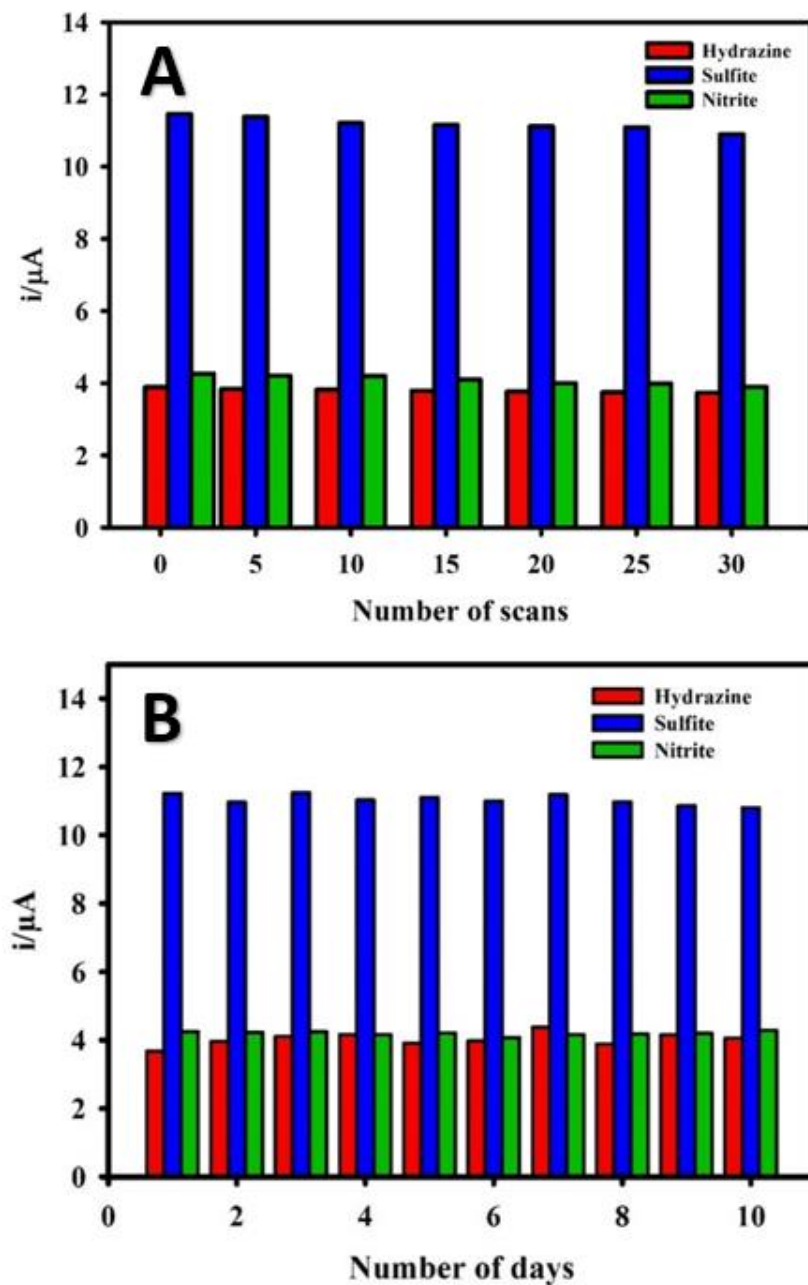 A
Hydrazine
Sulfite
Nitrite
14
12
10
8
6
4
2
0
i/µA
0 5 10 15 20 25 30
Number of scans
B
Hydrazine
Sulfite
Nitrite
14
12
10
8
6
4
2
0
i/µA
0 2 4 6 8 10
Number of days